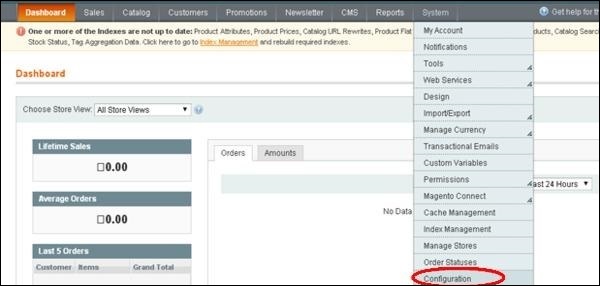 Dashboard Sales Catalog Customers Promotions Newsletter CMS Reports System Get help for
One or more of the Indexes are not up to date: Product Attributes, Product Prices, Catalog URL Rewrites, Product Flat ducts, Catalog Searc
Stock Status, Tag Aggregation Data. Click here to go to Index Management and rebuild required indexes.
Dashboard
Choose Store View: All Store Views
Lifetime Sales
0.00
Average Orders
0.00
Last 5 Orders
Customer Items Grand Total
Orders Amounts
ast 24 Hours
No Data
My Account
Notifications
Tools
Web Services
Design
Import/Export
Manage Currency
Transactional Emails
Custom Variables
Permissions
Magento Connect
Cache Management
Index Management
Manage Stores
Order Statuses
Configuration